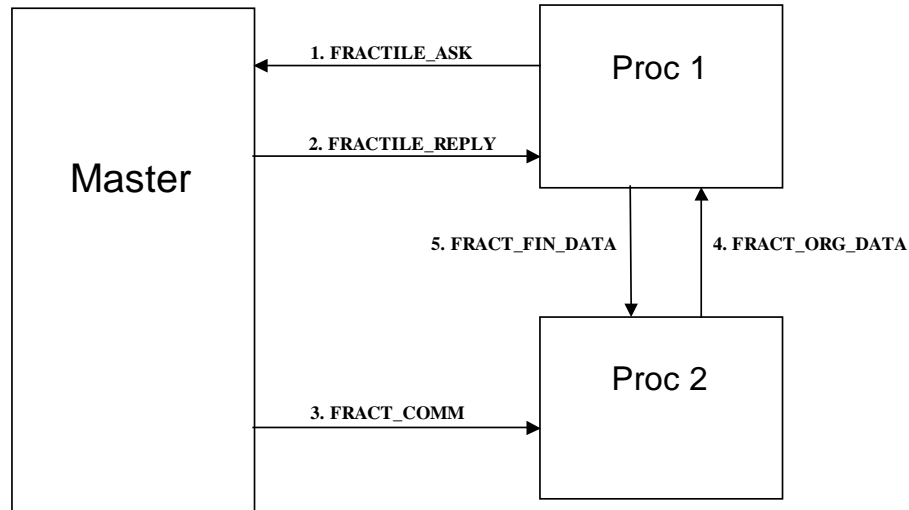 1. FRACTILE_ASK
Proc 1
2. FRACTILE_REPLY
Master
5. FRACT_FIN_DATA
4. FRACT_ORG_DATA
Proc 2
3. FRACT_COMM